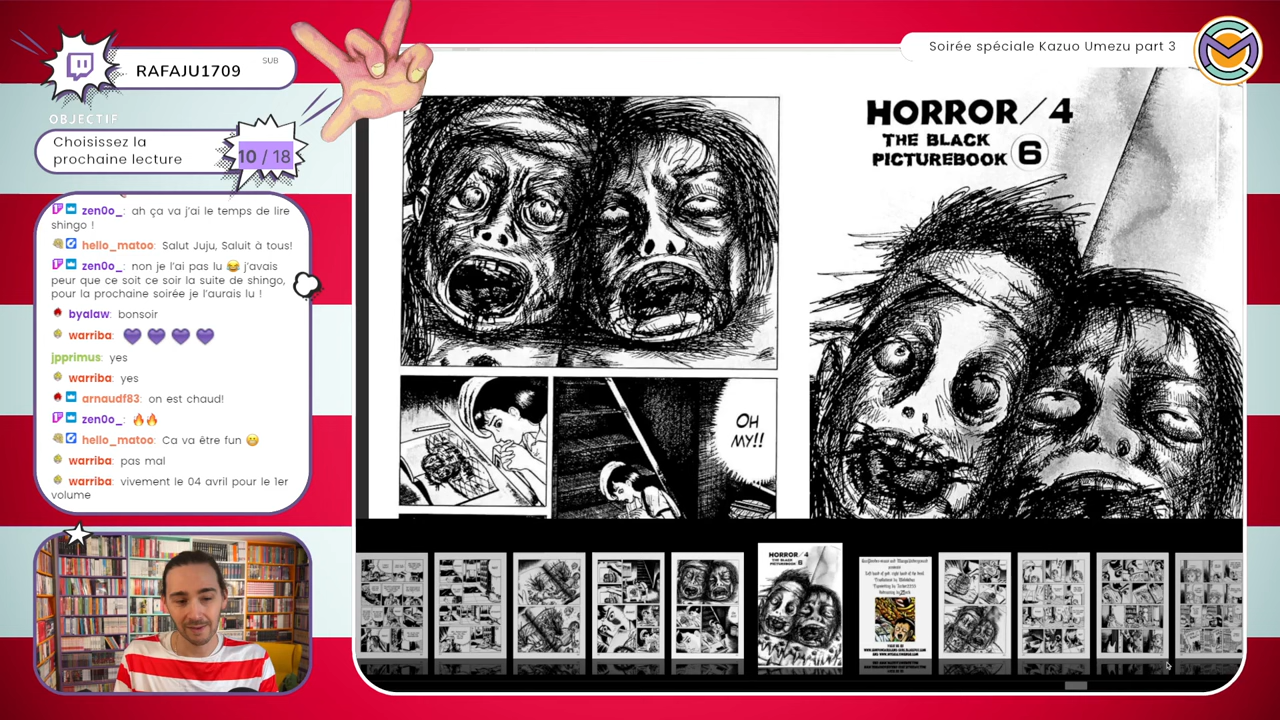 RAFAJU1709
SUB
OBJECTIF
Choisissez la
prochaine lecture
10 / 18
zen0o_: ah ça va j'ai le temps de lire
shingo !
hello_matoo: Salut Juju, Saluit à tous!
zen0o_: non je l'ai pas lu 😂 j'avais
peur que ce soit ce soir la suite de shingo,
pour la prochaine soirée je l'aurais lu !
byalaw: bonsoir
warriba: 💜 💜 💜 💜
jpprimus: yes
warriba: yes
arnaudf83: on est chaud!
zen0o_: 🔥🔥
hello_matoo: Ca va être fun 😁
warriba: pas mal
warriba: vivement le 04 avril pour le 1er
volume
Soirée spéciale Kazuo Umezu part 3
HORROR/4
THE BLACK
PICTUREBOOK 6
OH
MY!!
HORROR/4
THE BLACK
PICTUREBOOK 6